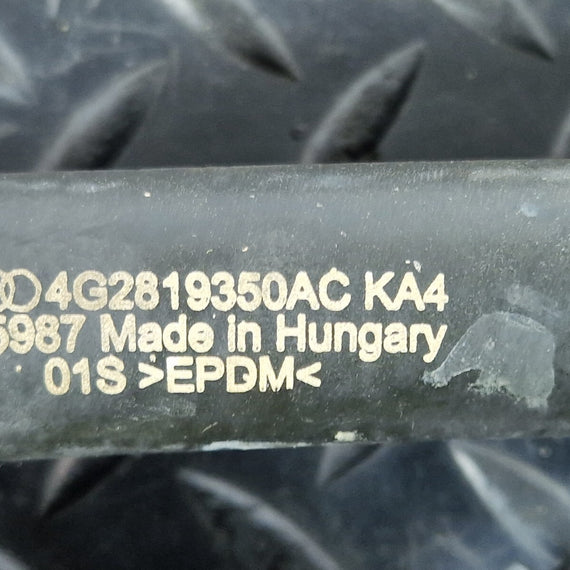 4G2819350AC KA4
5987 Made in Hungary
01S >EPDM<